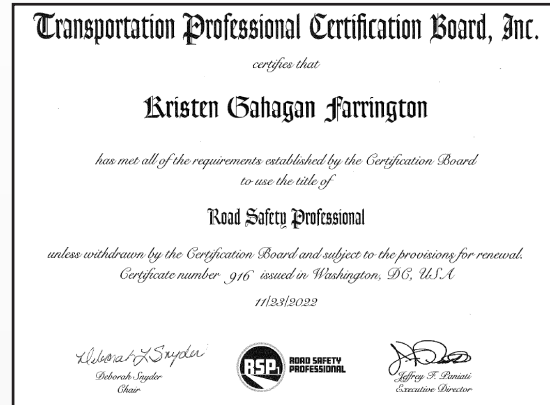 Transportation Professional Certification Board, Inc.
certifies that
Kristen Gahagan Farrington
has met all of the requirements established by the Certification Board
to use the title of
Road Safety Professional
unless withdrawn by the Certification Board and subject to the provisions for renewal.
Certificate number 916 issued in Washington, DC, USA
11/23/2022
Deborah L Snyder
Deborah Snyder
Chair
RSP
ROAD SAFETY
PROFESSIONAL
Jeffrey F. Paniati
Executive Director